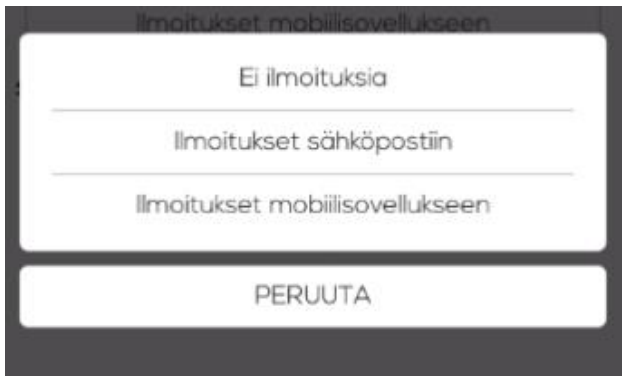 Ilmoitukset mobiilisovellukseen
Ei ilmoituksia
Ilmoitukset sähköpostiin
Ilmoitukset mobiilisovellukseen
PERUUTA